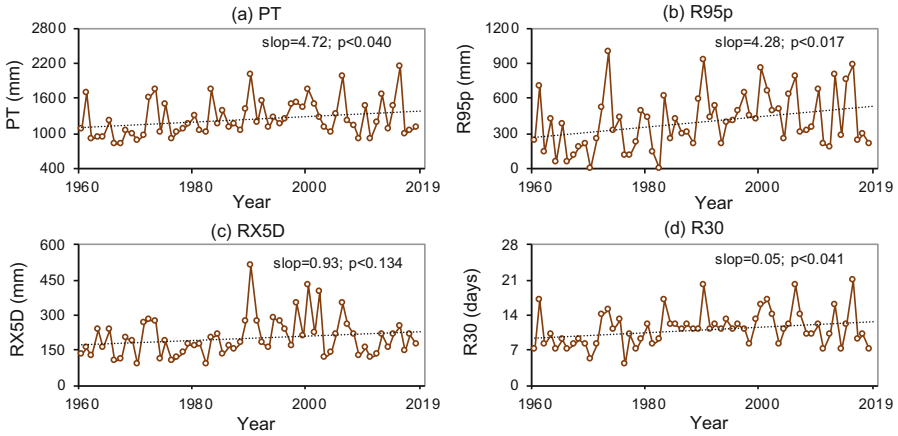 (a) PT
slop=4.72; p<0.040
PT (mm)
2800
2200
1600
1000
400
1960
1980
2000
2019
Year
(b) R95p
slop=4.28; p<0.017
R95p (mm)
1200
900
600
300
0
1960
1980
2000
2019
Year
(c) RX5D
slop=0.93; p<0.134
RX5D (mm)
600
450
300
150
0
1960
1980
2000
2019
Year
(d) R30
slop=0.05; p<0.041
R30 (days)
28
21
14
7
0
1960
1980
2000
2019
Year